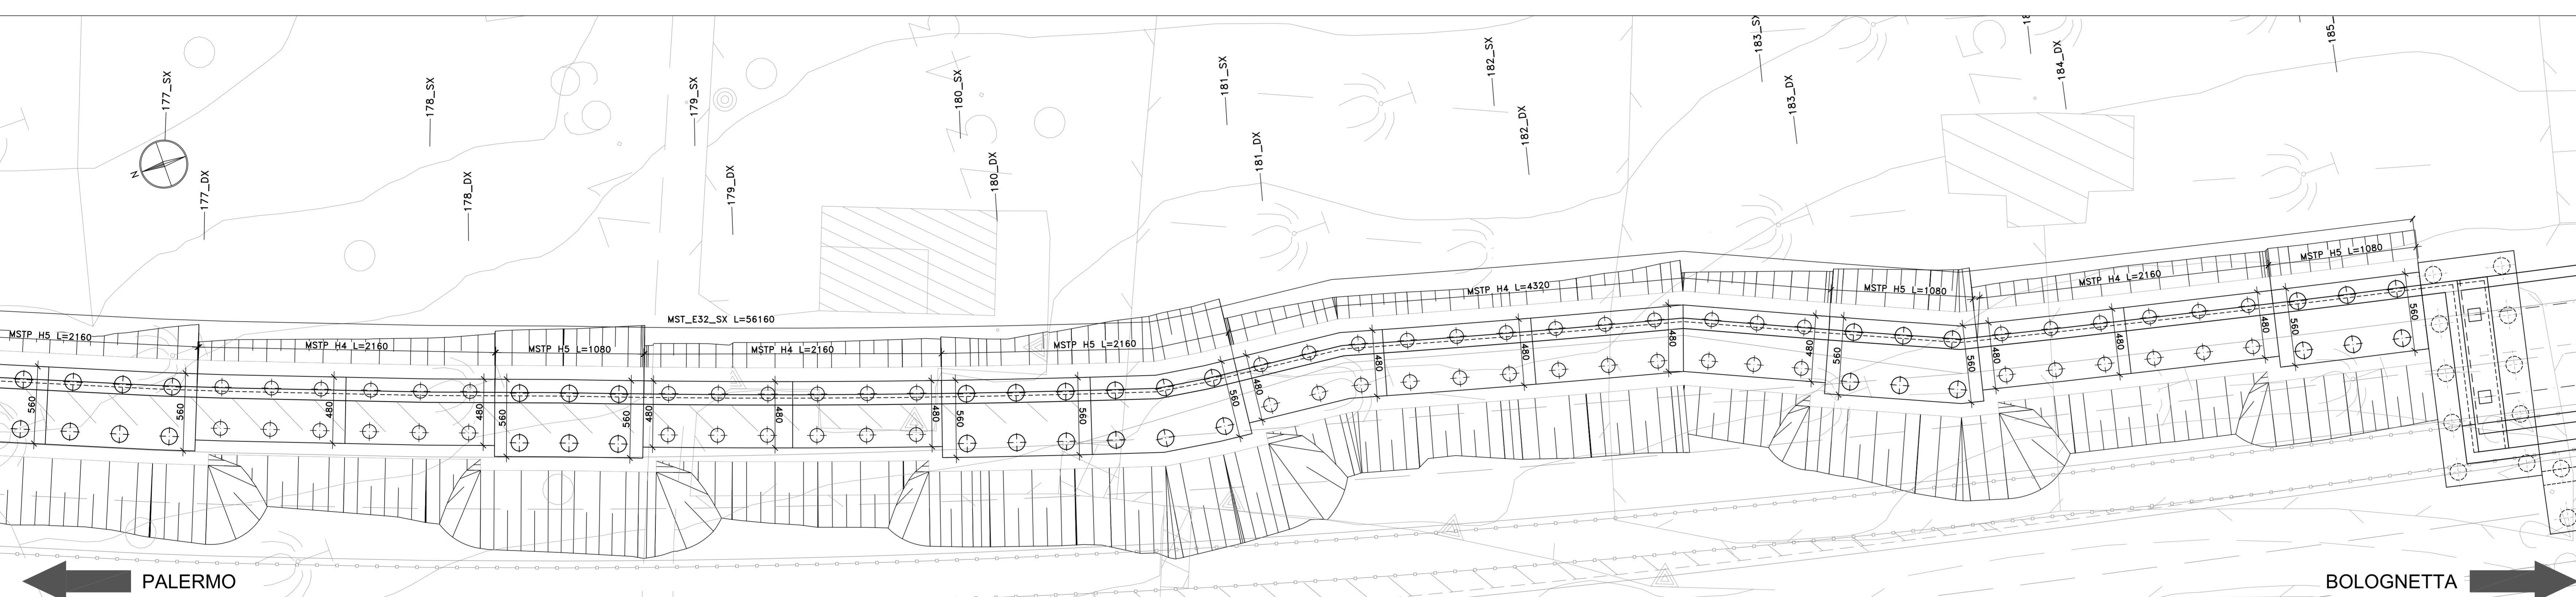 177_SX
178_SX
179_SX
180_SX
181_SX
182_SX
183_SX
177_DX
178_DX
179_DX
180_DX
181_DX
182_DX
183_DX
184_DX
N
MST_E32_SX L=56160
MSTP H5 L=2160
MSTP H4 L=2160
MSTP H5 L=1080
MSTP H4 L=2160
MSTP H5 L=2160
MSTP H4 L=4320
MSTP H5 L=1080
MSTP H4 L=2160
MSTP H5 L=1080
560
560
480
480
560
560
480
480
480
560
560
560
480
480
480
480
480
560
560
480
480
480
560
560
PALERMO
BOLOGNETTA